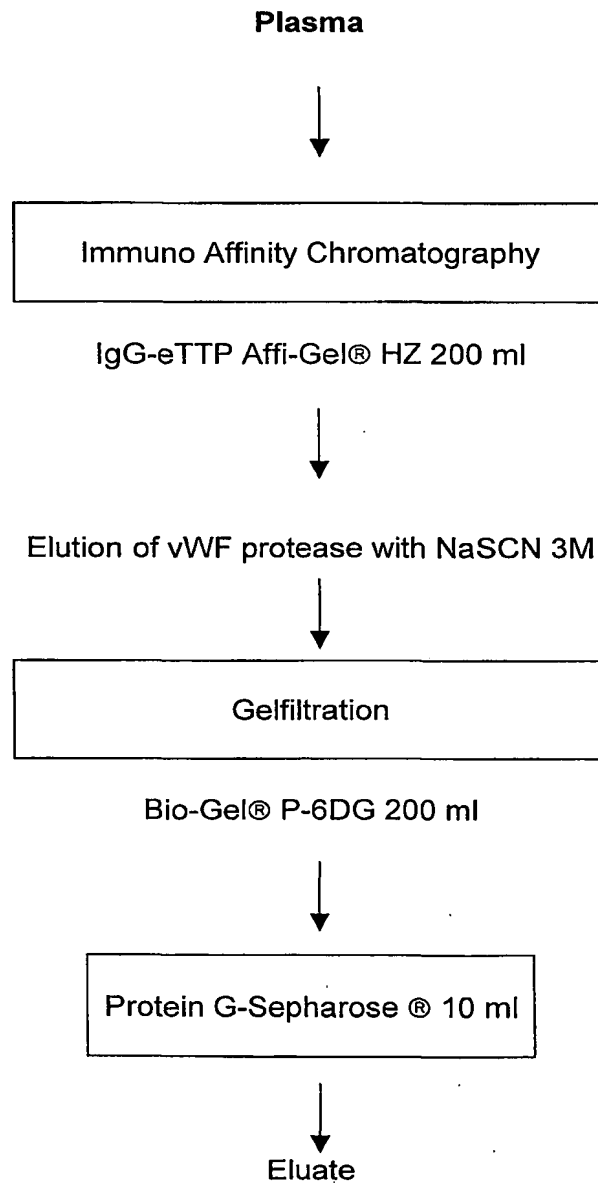 Plasma
Immuno Affinity Chromatography
IgG-eTTP Affi-Gel® HZ 200 ml
Elution of vWF protease with NaSCN 3M
Gelfiltration
Bio-Gel® P-6DG 200 ml
Protein G-Sepharose ® 10 ml
Eluate